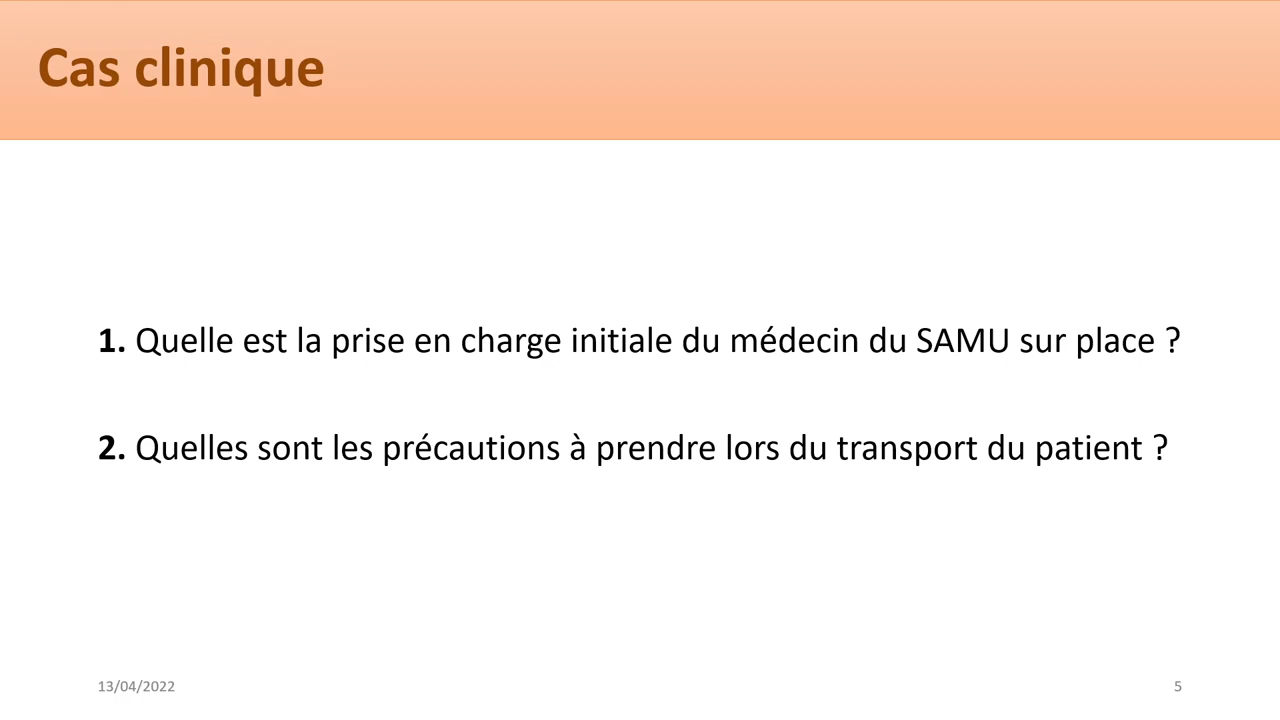 Cas clinique
1. Quelle est la prise en charge initiale du médecin du SAMU sur place ?
2. Quelles sont les précautions à prendre lors du transport du patient ?
13/04/2022
5